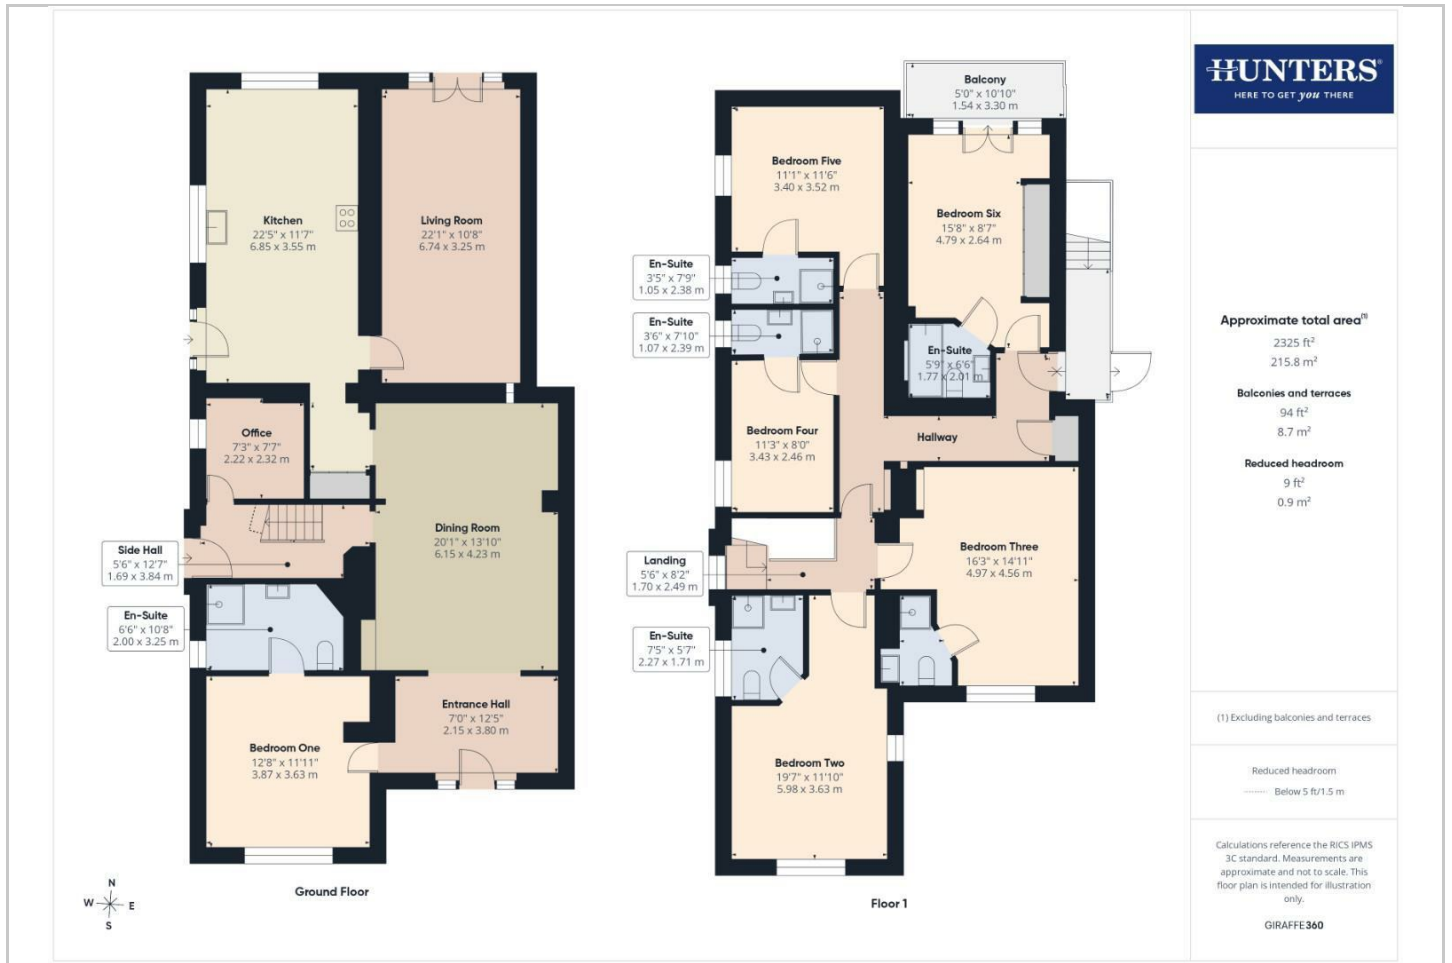 Kitchen
22'5" x 11'7"
6.85 x 3.55 m
Living Room
22'1" x 10'8"
6.74 x 3.25 m
Office
7'3" x 7'7"
2.22 x 2.32 m
Dining Room
20'1" x 13'10"
6.15 x 4.23 m
Side Hall
5'6" x 12'7"
1.69 x 3.84 m
En-Suite
6'6" x 10'8"
2.00 x 3.25 m
Entrance Hall
7'0" x 12'5"
2.15 x 3.80 m
Bedroom One
12'8" x 11'11"
3.87 x 3.63 m
Ground Floor
N
W E
S
Balcony
5'0" x 10'10"
1.54 x 3.30 m
Bedroom Five
11'1" x 11'6"
3.40 x 3.52 m
Bedroom Six
15'8" x 8'7"
4.79 x 2.64 m
En-Suite
3'5" x 7'9"
1.05 x 2.38 m
En-Suite
3'6" x 7'10"
1.07 x 2.39 m
En-Suite
5'9" x 6'6"
1.77 x 2.01 m
Bedroom Four
11'3" x 8'0"
3.43 x 2.46 m
Hallway
Landing
5'6" x 8'2"
1.70 x 2.49 m
Bedroom Three
16'3" x 14'11"
4.97 x 4.56 m
En-Suite
7'5" x 5'7"
2.27 x 1.71 m
Bedroom Two
19'7" x 11'10"
5.98 x 3.63 m
Floor 1
HUNTERS®
HERE TO GET you THERE
Approximate total area(1)
2325 ft²
215.8 m²
Balconies and terraces
94 ft²
8.7 m²
Reduced headroom
9 ft²
0.9 m²
(1) Excluding balconies and terraces
Reduced headroom
Below 5 ft/1.5 m
Calculations reference the RICS IPMS
3C standard. Measurements are
approximate and not to scale. This
floor plan is intended for illustration
only.
GIRAFFE360